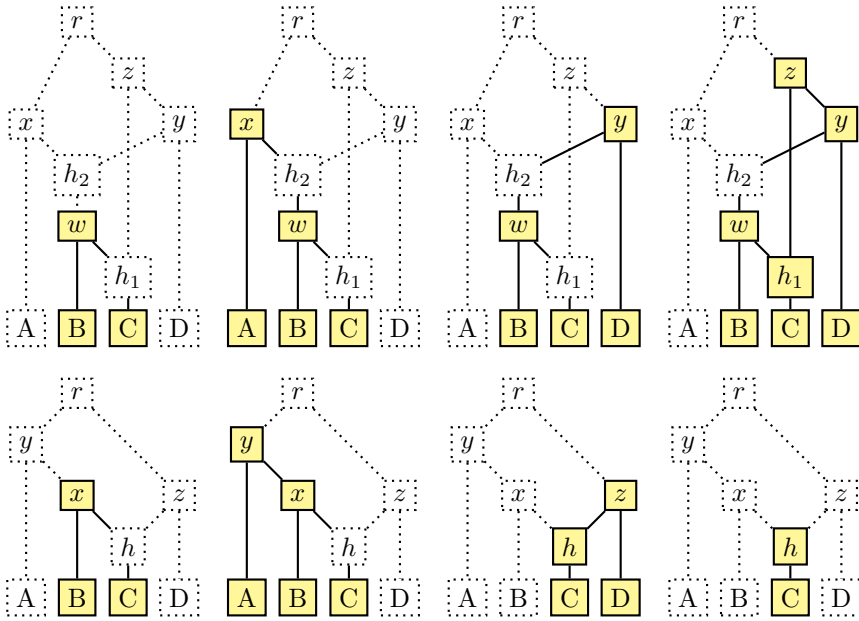 r r r r
z z z z
x y x y x y x y
h₂ h₂ h₂ h₂
w w w w
h₁ h₁ h₁ h₁
A B C D A B C D A B C D A B C D
r r r r
y y y y
x z x z x z x z
h h h h
A B C D A B C D A B C D A B C D